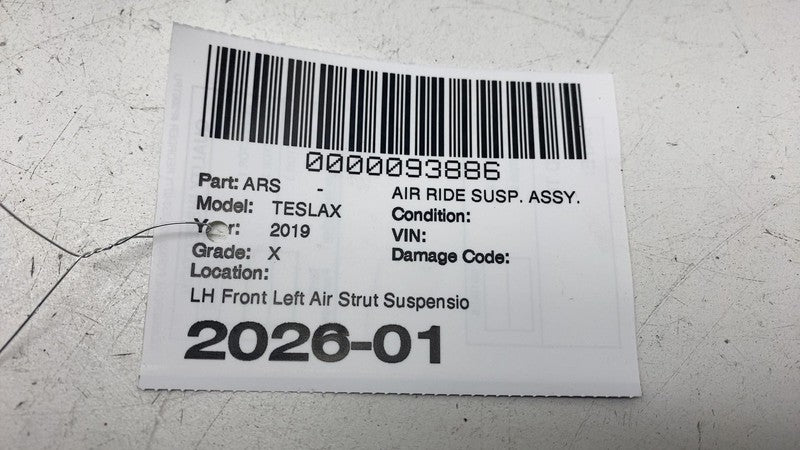 0000093886
Part: ARS - AIR RIDE SUSP. ASSY.
Model: TESLAX Condition:
Year: 2019 VIN:
Grade: X Damage Code:
Location:
LH Front Left Air Strut Suspensio
2026-01